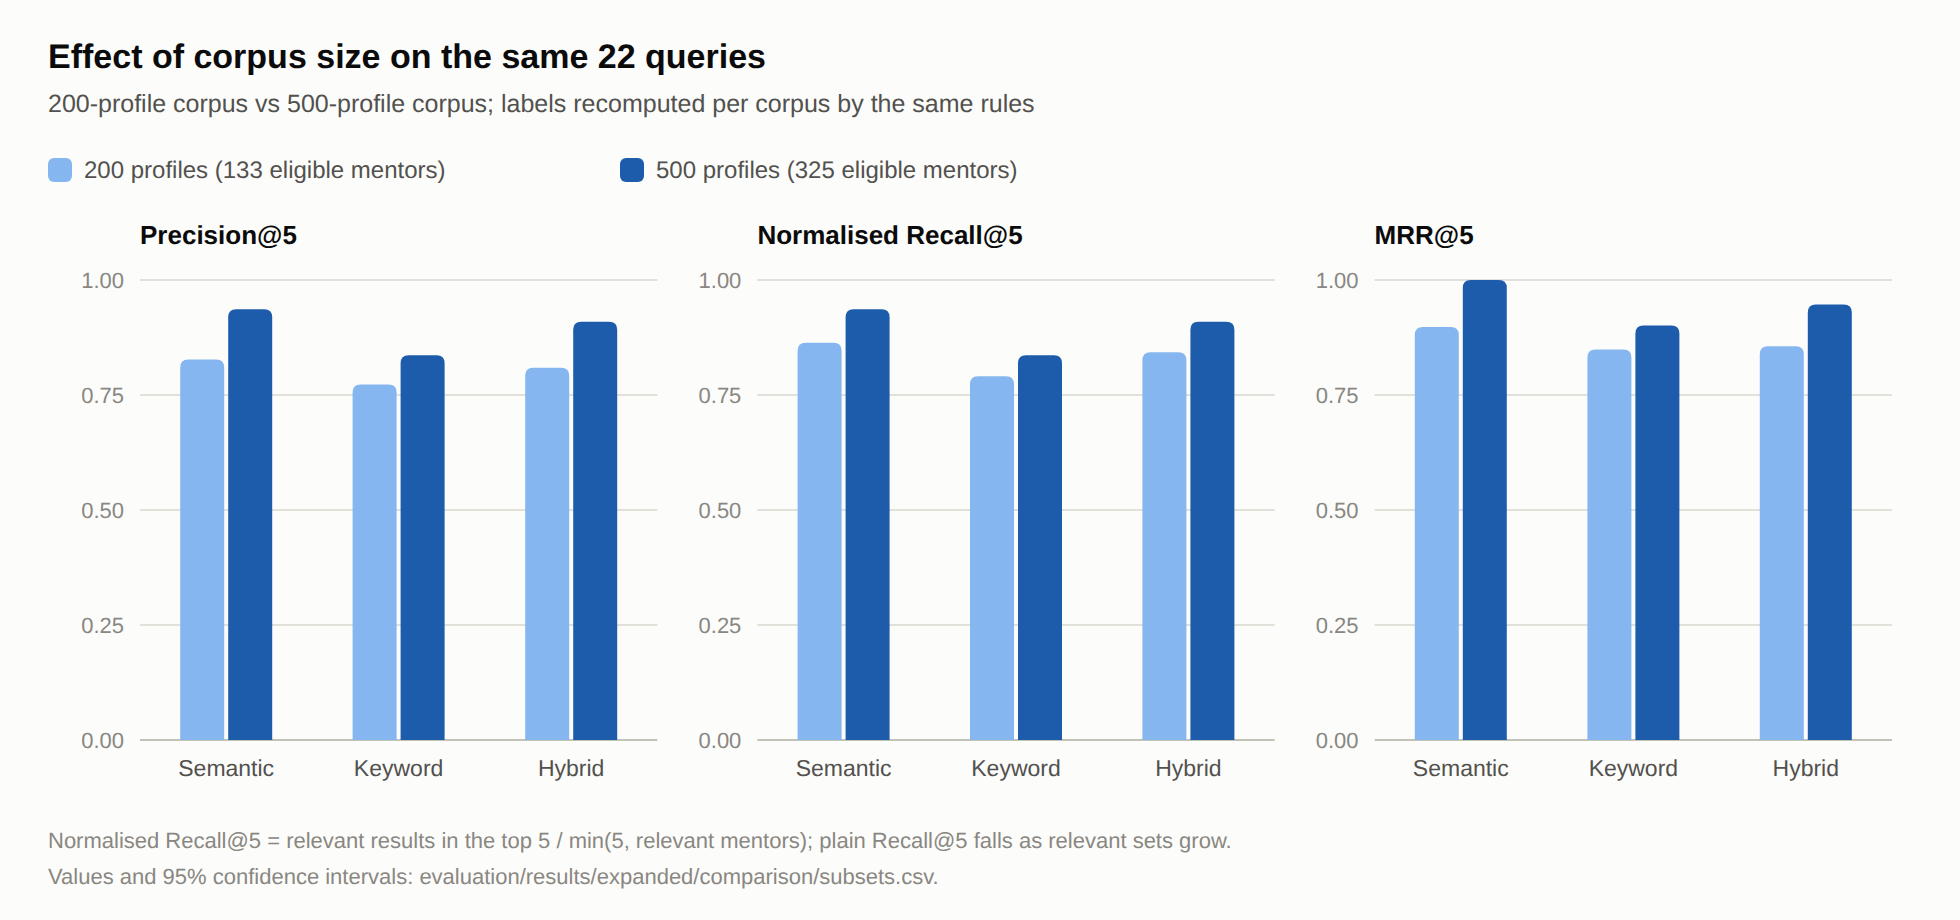 Effect of corpus size on the same 22 queries
200-profile corpus vs 500-profile corpus; labels recomputed per corpus by the same rules
200 profiles (133 eligible mentors)
500 profiles (325 eligible mentors)
Precision@5
1.00
0.75
0.50
0.25
0.00
Semantic
Keyword
Hybrid
Normalised Recall@5
1.00
0.75
0.50
0.25
0.00
Semantic
Keyword
Hybrid
MRR@5
1.00
0.75
0.50
0.25
0.00
Semantic
Keyword
Hybrid
Normalised Recall@5 = relevant results in the top 5 / min(5, relevant mentors); plain Recall@5 falls as relevant sets grow.
Values and 95% confidence intervals: evaluation/results/expanded/comparison/subsets.csv.